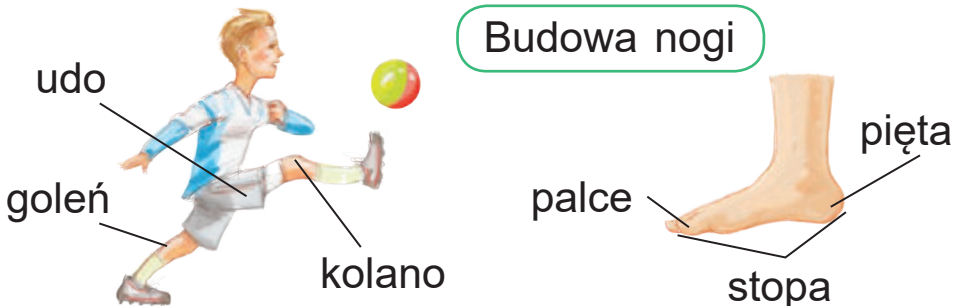 Budowa nogi
udo
goleń
kolano
pięta
palce
stopa